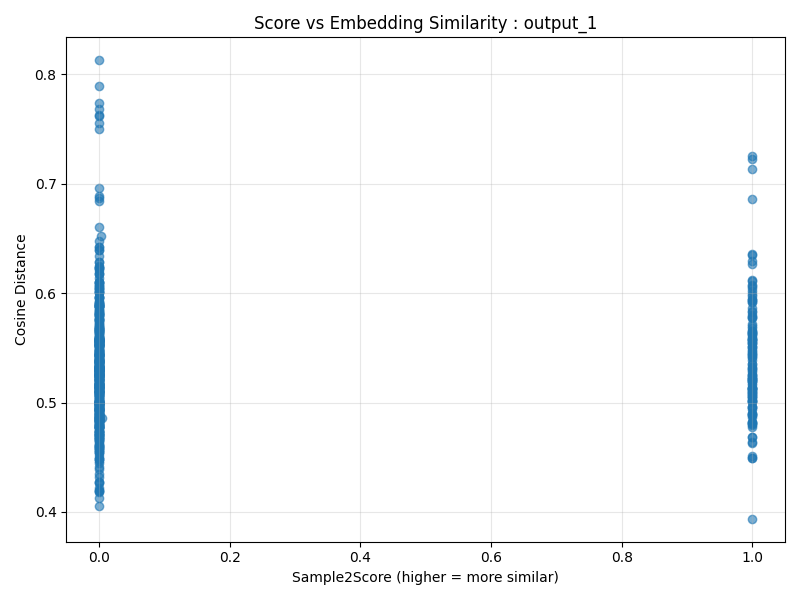 Score vs Embedding Similarity : output_1
Cosine Distance
0.8
0.7
0.6
0.5
0.4
0.0 0.2 0.4 0.6 0.8 1.0
Sample2Score (higher = more similar)